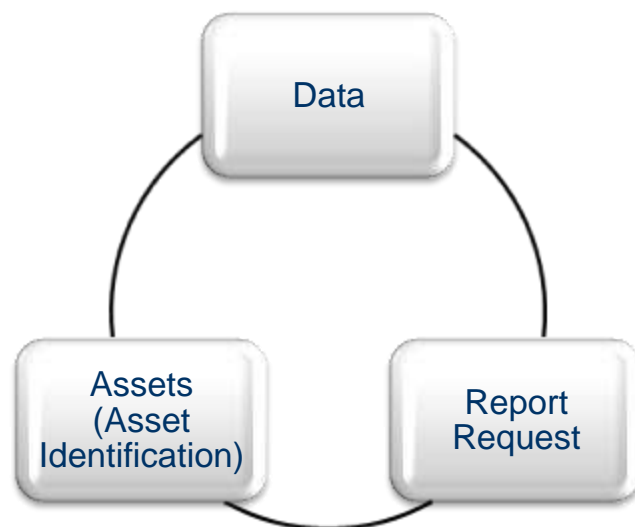 Data
Assets
(Asset
Identification)
Report
Request